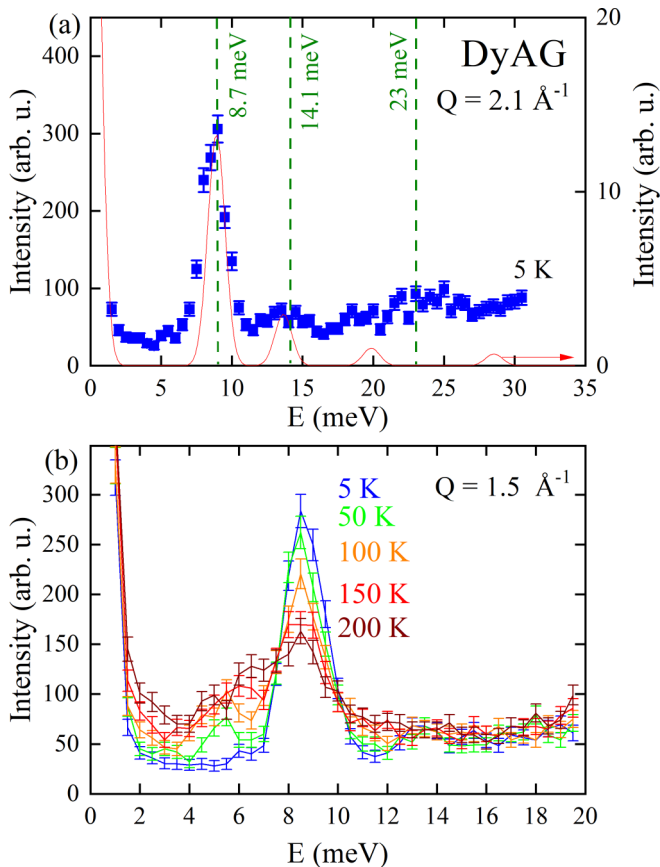 (a)
DyAG
Q = 2.1 Å⁻¹
8.7 meV
14.1 meV
23 meV
5 K
Intensity (arb. u.)
400
300
200
100
0
Intensity (arb. u.)
20
10
0
0 5 10 15 20 25 30 35
E (meV)
(b)
Q = 1.5 Å⁻¹
5 K
50 K
100 K
150 K
200 K
Intensity (arb. u.)
300
250
200
150
100
50
0
0 2 4 6 8 10 12 14 16 18 20
E (meV)